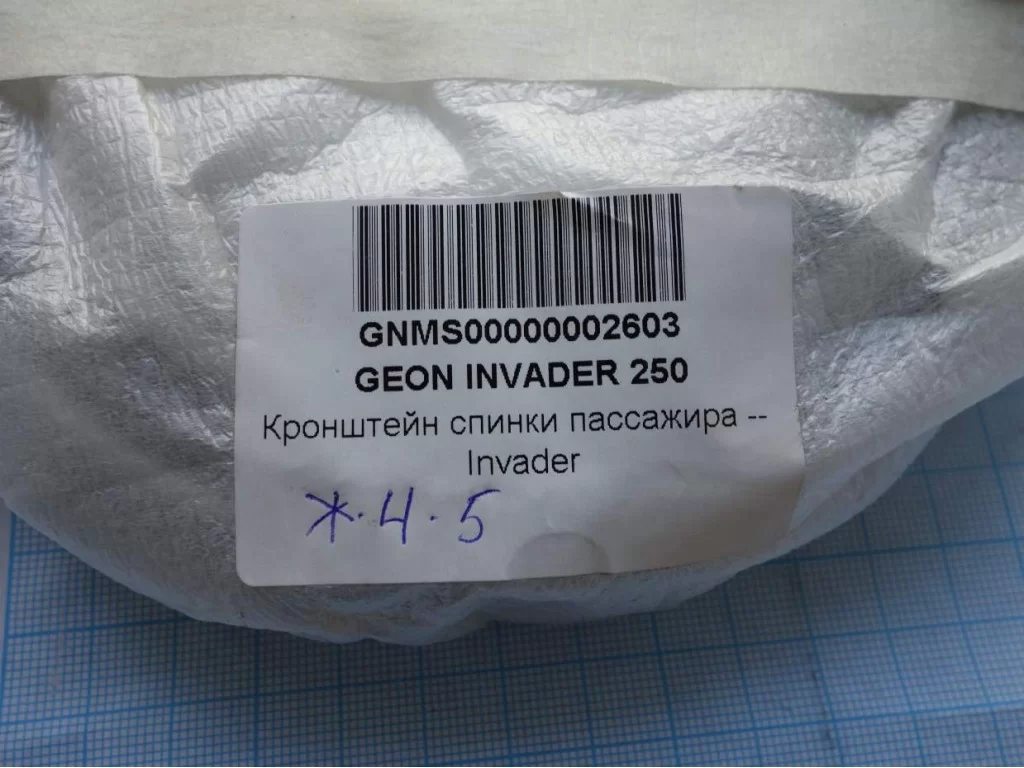 GNMS00000002603
GEON INVADER 250
Кронштейн спинки пассажира --
Invader
Ж.4.5